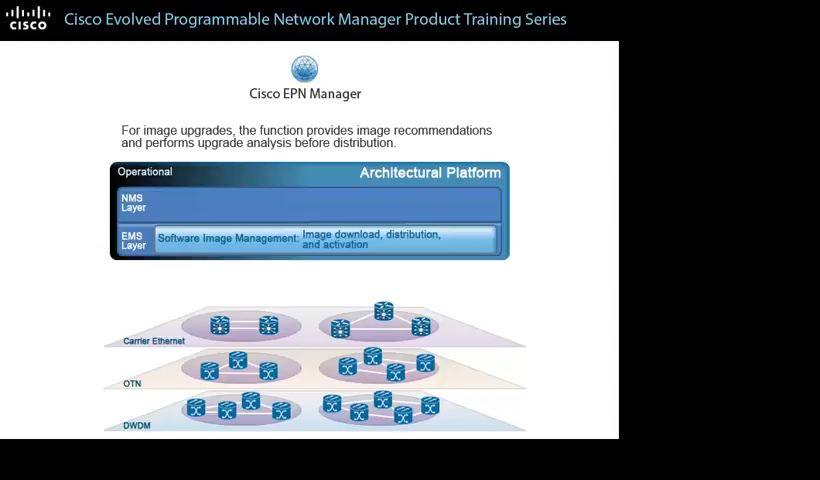 CISCO
Cisco Evolved Programmable Network Manager Product Training Series
Cisco EPN Manager
For image upgrades, the function provides image recommendations
and performs upgrade analysis before distribution.
Operational
Architectural Platform
NMS
Layer
EMS
Layer
Software Image Management: Image download, distribution,
and activation
Carrier Ethernet
OTN
DWDM